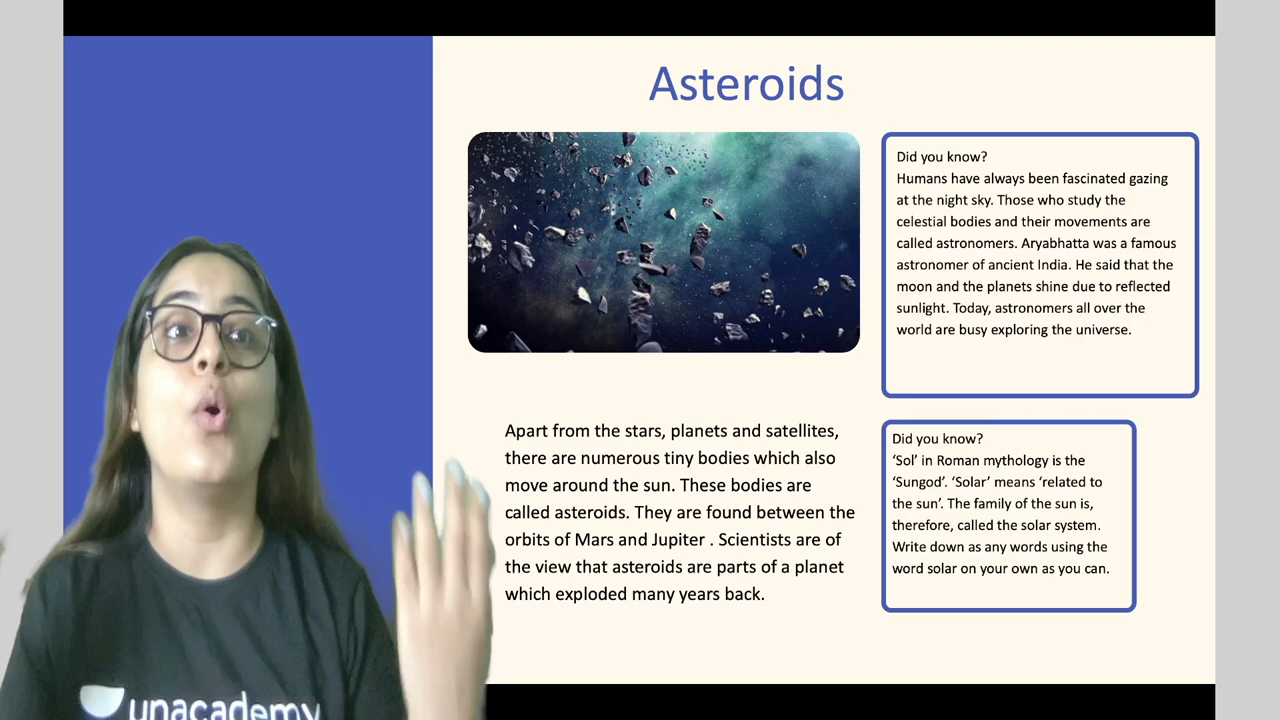 Asteroids
Did you know?
Humans have always been fascinated gazing
at the night sky. Those who study the
celestial bodies and their movements are
called astronomers. Aryabhatta was a famous
astronomer of ancient India. He said that the
moon and the planets shine due to reflected
sunlight. Today, astronomers all over the
world are busy exploring the universe.
Apart from the stars, planets and satellites,
there are numerous tiny bodies which also
move around the sun. These bodies are
called asteroids. They are found between the
orbits of Mars and Jupiter . Scientists are of
the view that asteroids are parts of a planet
which exploded many years back.
Did you know?
‘Sol’ in Roman mythology is the
‘Sungod’. ‘Solar’ means ‘related to
the sun’. The family of the sun is,
therefore, called the solar system.
Write down as any words using the
word solar on your own as you can.
unacademy